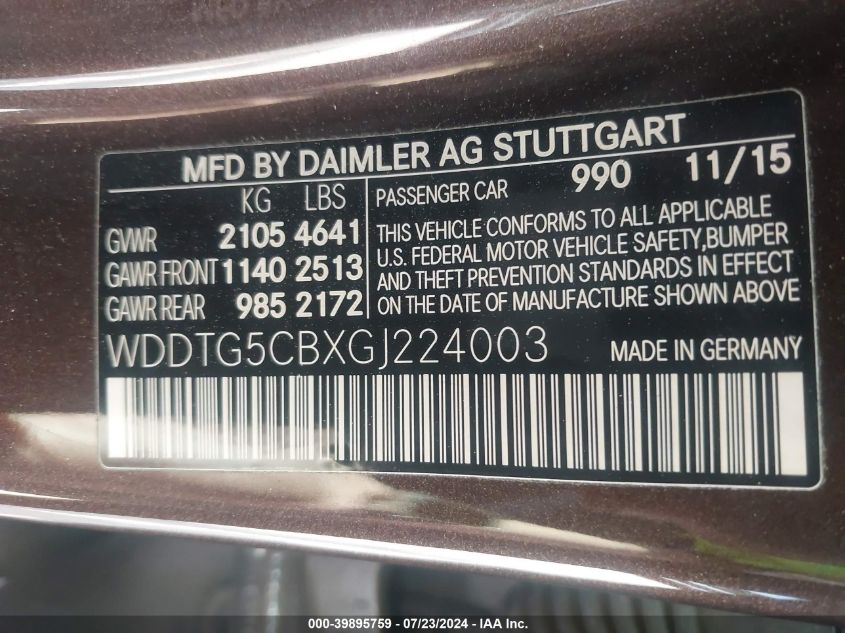 MFD BY DAIMLER AG STUTTGART
KG LBS
GVWR 2105 4641
GAWR FRONT 1140 2513
GAWR REAR 985 2172
PASSENGER CAR 990 11/15
THIS VEHICLE CONFORMS TO ALL APPLICABLE
U.S. FEDERAL MOTOR VEHICLE SAFETY,BUMPER
AND THEFT PREVENTION STANDARDS IN EFFECT
ON THE DATE OF MANUFACTURE SHOWN ABOVE
WDDTG5CBXGJ224003 MADE IN GERMANY
000-39895759 / 07/23/2024 - IAA Inc.